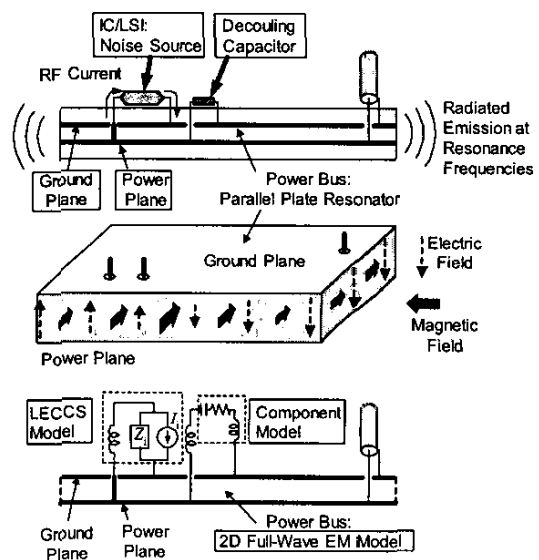 IC/LSI:
Noise Source
Decouling
Capacitor
RF Current
Radiated
Emission at
Resonance
Frequencies
Ground
Plane
Power
Plane
Power Bus:
Parallel Plate Resonator
Ground Plane
Electric
Field
Magnetic
Field
Power Plane
LECCS
Model
Component
Model
Ground
Plane
Power
Plane
Power Bus:
2D Full-Wave EM Model